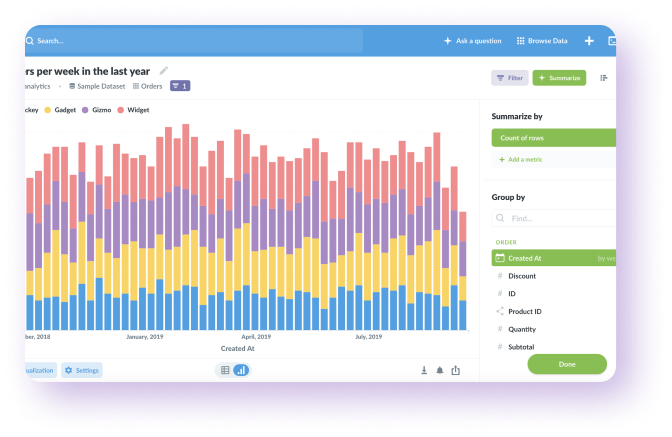 Search...
Ask a question
Browse Data
rs per week in the last year
nalytics
Sample Dataset
Orders
1
Filter
Summarize
ckey
Gadget
Gizmo
Widget
Summarize by
Count of rows
Add a metric
Group by
Find...
ORDER
Created At
by we
Discount
ID
Product ID
Quantity
Subtotal
ber, 2018
January, 2019
April, 2019
July, 2019
Created At
ualization
Settings
Done